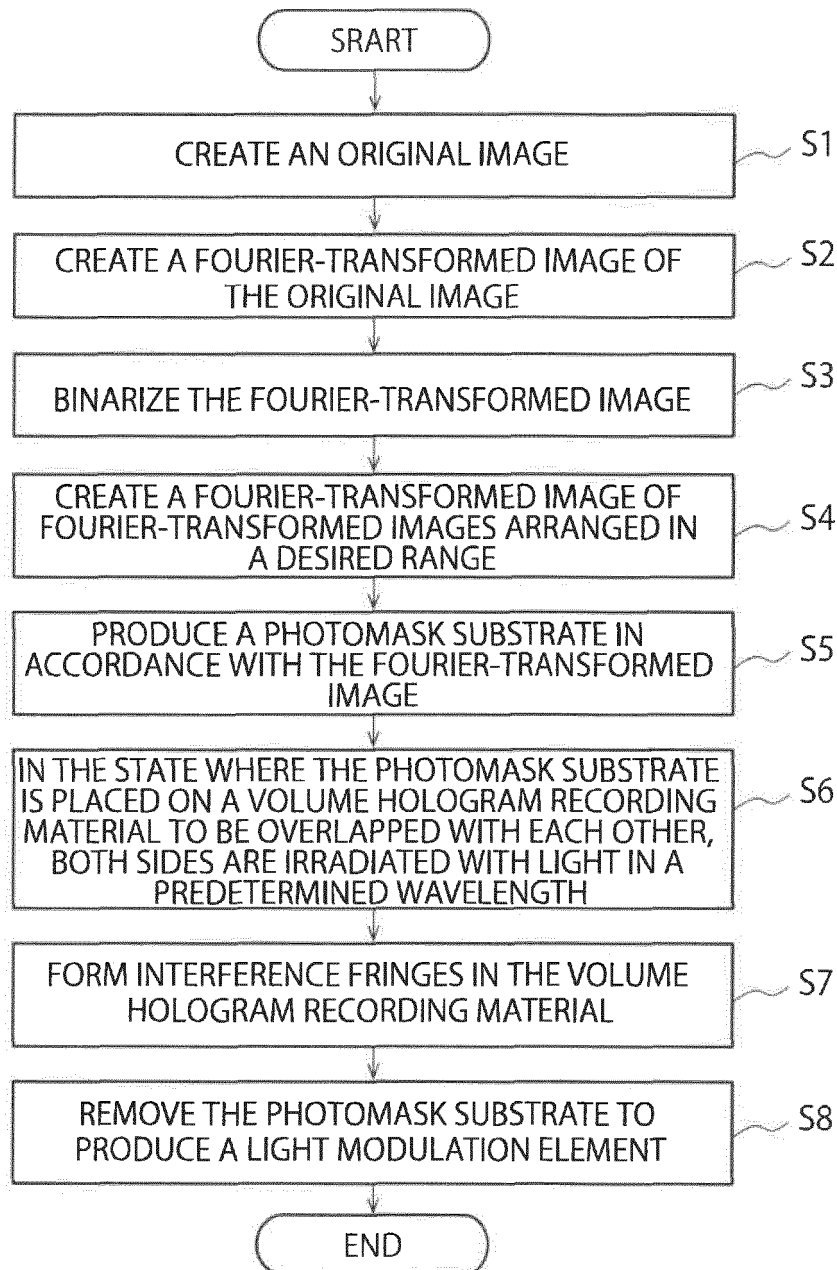 SRART
CREATE AN ORIGINAL IMAGE
S1
CREATE A FOURIER-TRANSFORMED IMAGE OF
THE ORIGINAL IMAGE
S2
BINARIZE THE FOURIER-TRANSFORMED IMAGE
S3
CREATE A FOURIER-TRANSFORMED IMAGE OF
FOURIER-TRANSFORMED IMAGES ARRANGED IN
A DESIRED RANGE
S4
PRODUCE A PHOTOMASK SUBSTRATE IN
ACCORDANCE WITH THE FOURIER-TRANSFORMED
IMAGE
S5
IN THE STATE WHERE THE PHOTOMASK SUBSTRATE
IS PLACED ON A VOLUME HOLOGRAM RECORDING
MATERIAL TO BE OVERLAPPED WITH EACH OTHER,
BOTH SIDES ARE IRRADIATED WITH LIGHT IN A
PREDETERMINED WAVELENGTH
S6
FORM INTERFERENCE FRINGES IN THE VOLUME
HOLOGRAM RECORDING MATERIAL
S7
REMOVE THE PHOTOMASK SUBSTRATE TO
PRODUCE A LIGHT MODULATION ELEMENT
S8
END